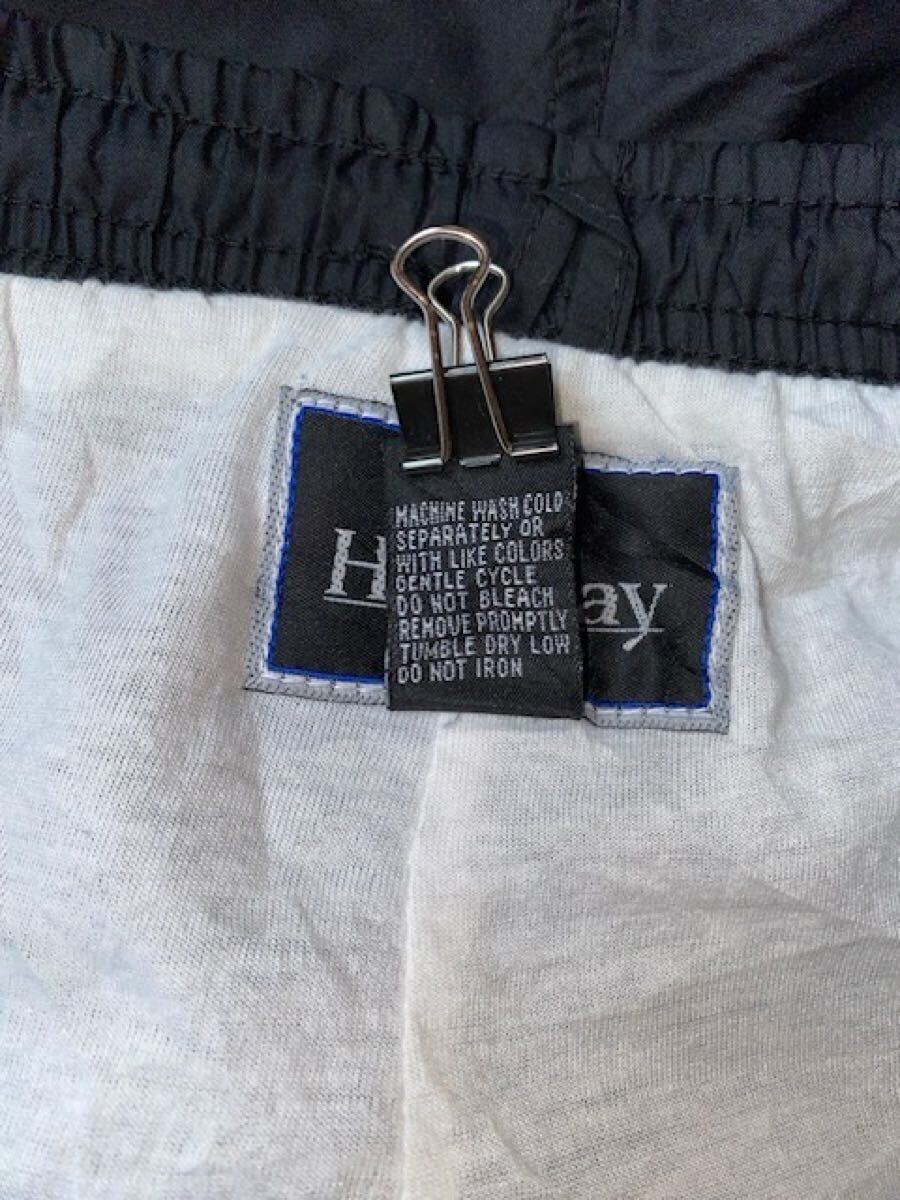 MACHINE WASH COLD
SEPARATELY OR
WITH LIKE COLORS
GENTLE CYCLE
DO NOT BLEACH
REMOVE PROMPTLY
TUMBLE DRY LOW
DO NOT IRON
H ay